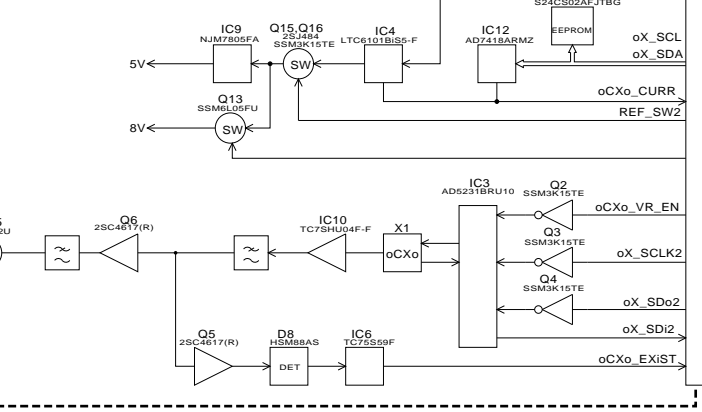 S24CS02AFJTBG
EEPROM
IC9
NJM7805FA
Q15,Q16
2SJ484
SSM3K15TE
IC4
LTC6101BiS5-F
IC12
AD7418ARMZ
oX_SCL
oX_SDA
5V
SW
oCXo_CURR
REF_SW2
Q13
SSM6L05FU
8V
SW
IC3
AD5231BRU10
Q2
SSM3K15TE
oCXo_VR_EN
Q6
2SC4617(R)
IC10
TC7SHU04F-F
X1
oCXo
Q3
SSM3K15TE
oX_SCLK2
Q4
SSM3K15TE
oX_SDo2
oX_SDi2
Q5
2SC4617(R)
D8
HSM88AS
DET
IC6
TC75S59F
oCXo_EXiST